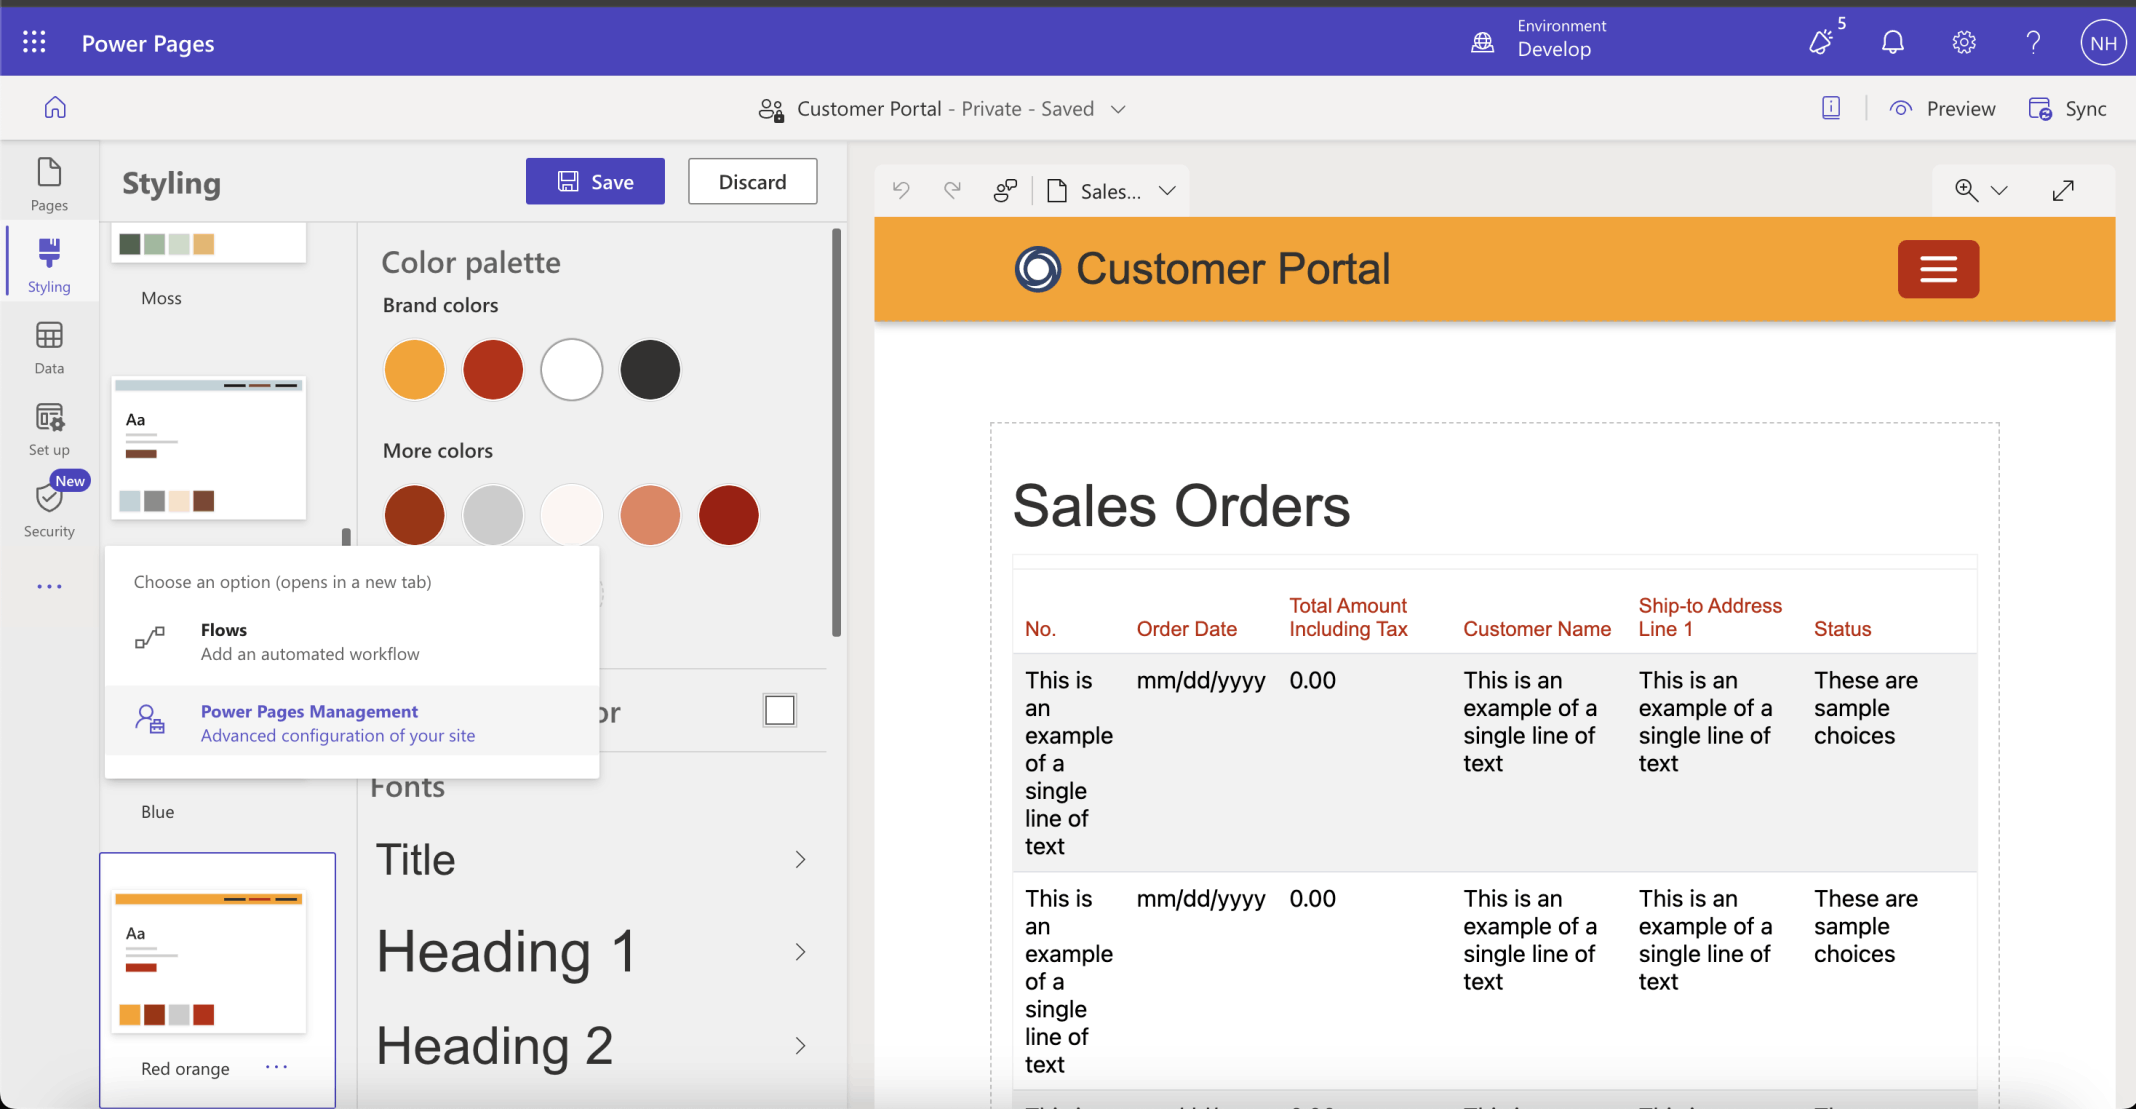 Power Pages
Environment
Develop
5
NH
Customer Portal - Private - Saved
Preview
Sync
Pages
Styling
Data
Set up
New
Security
Styling
Save
Discard
Moss
Aa
Color palette
Brand colors
More colors
Choose an option (opens in a new tab)
Flows
Add an automated workflow
Power Pages Management
Advanced configuration of your site
or
Fonts
Blue
Title
Heading 1
Aa
Heading 2
Red orange
Sales...
Customer Portal
Sales Orders
No.
Order Date
Total Amount
Including Tax
Customer Name
Ship-to Address
Line 1
Status
This is
an
example
of a
single
line of
text
mm/dd/yyyy
0.00
This is an
example of a
single line of
text
This is an
example of a
single line of
text
These are
sample
choices
This is
an
example
of a
single
line of
text
mm/dd/yyyy
0.00
This is an
example of a
single line of
text
This is an
example of a
single line of
text
These are
sample
choices